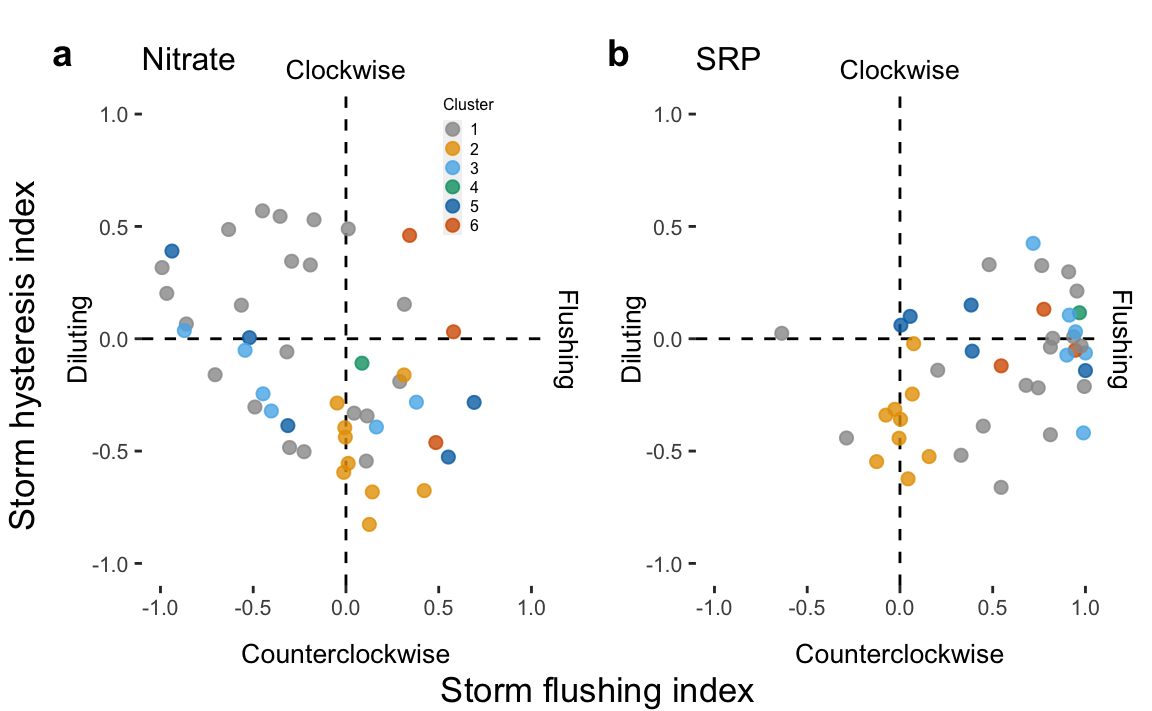 a
Nitrate
Clockwise
Cluster
1
2
3
4
5
6
1.0
0.5
0.0
-0.5
-1.0
Storm hysteresis index
Diluting
Flushing
-1.0 -0.5 0.0 0.5 1.0
Counterclockwise
b
SRP
Clockwise
1.0
0.5
0.0
-0.5
-1.0
Diluting
Flushing
-1.0 -0.5 0.0 0.5 1.0
Counterclockwise
Storm flushing index